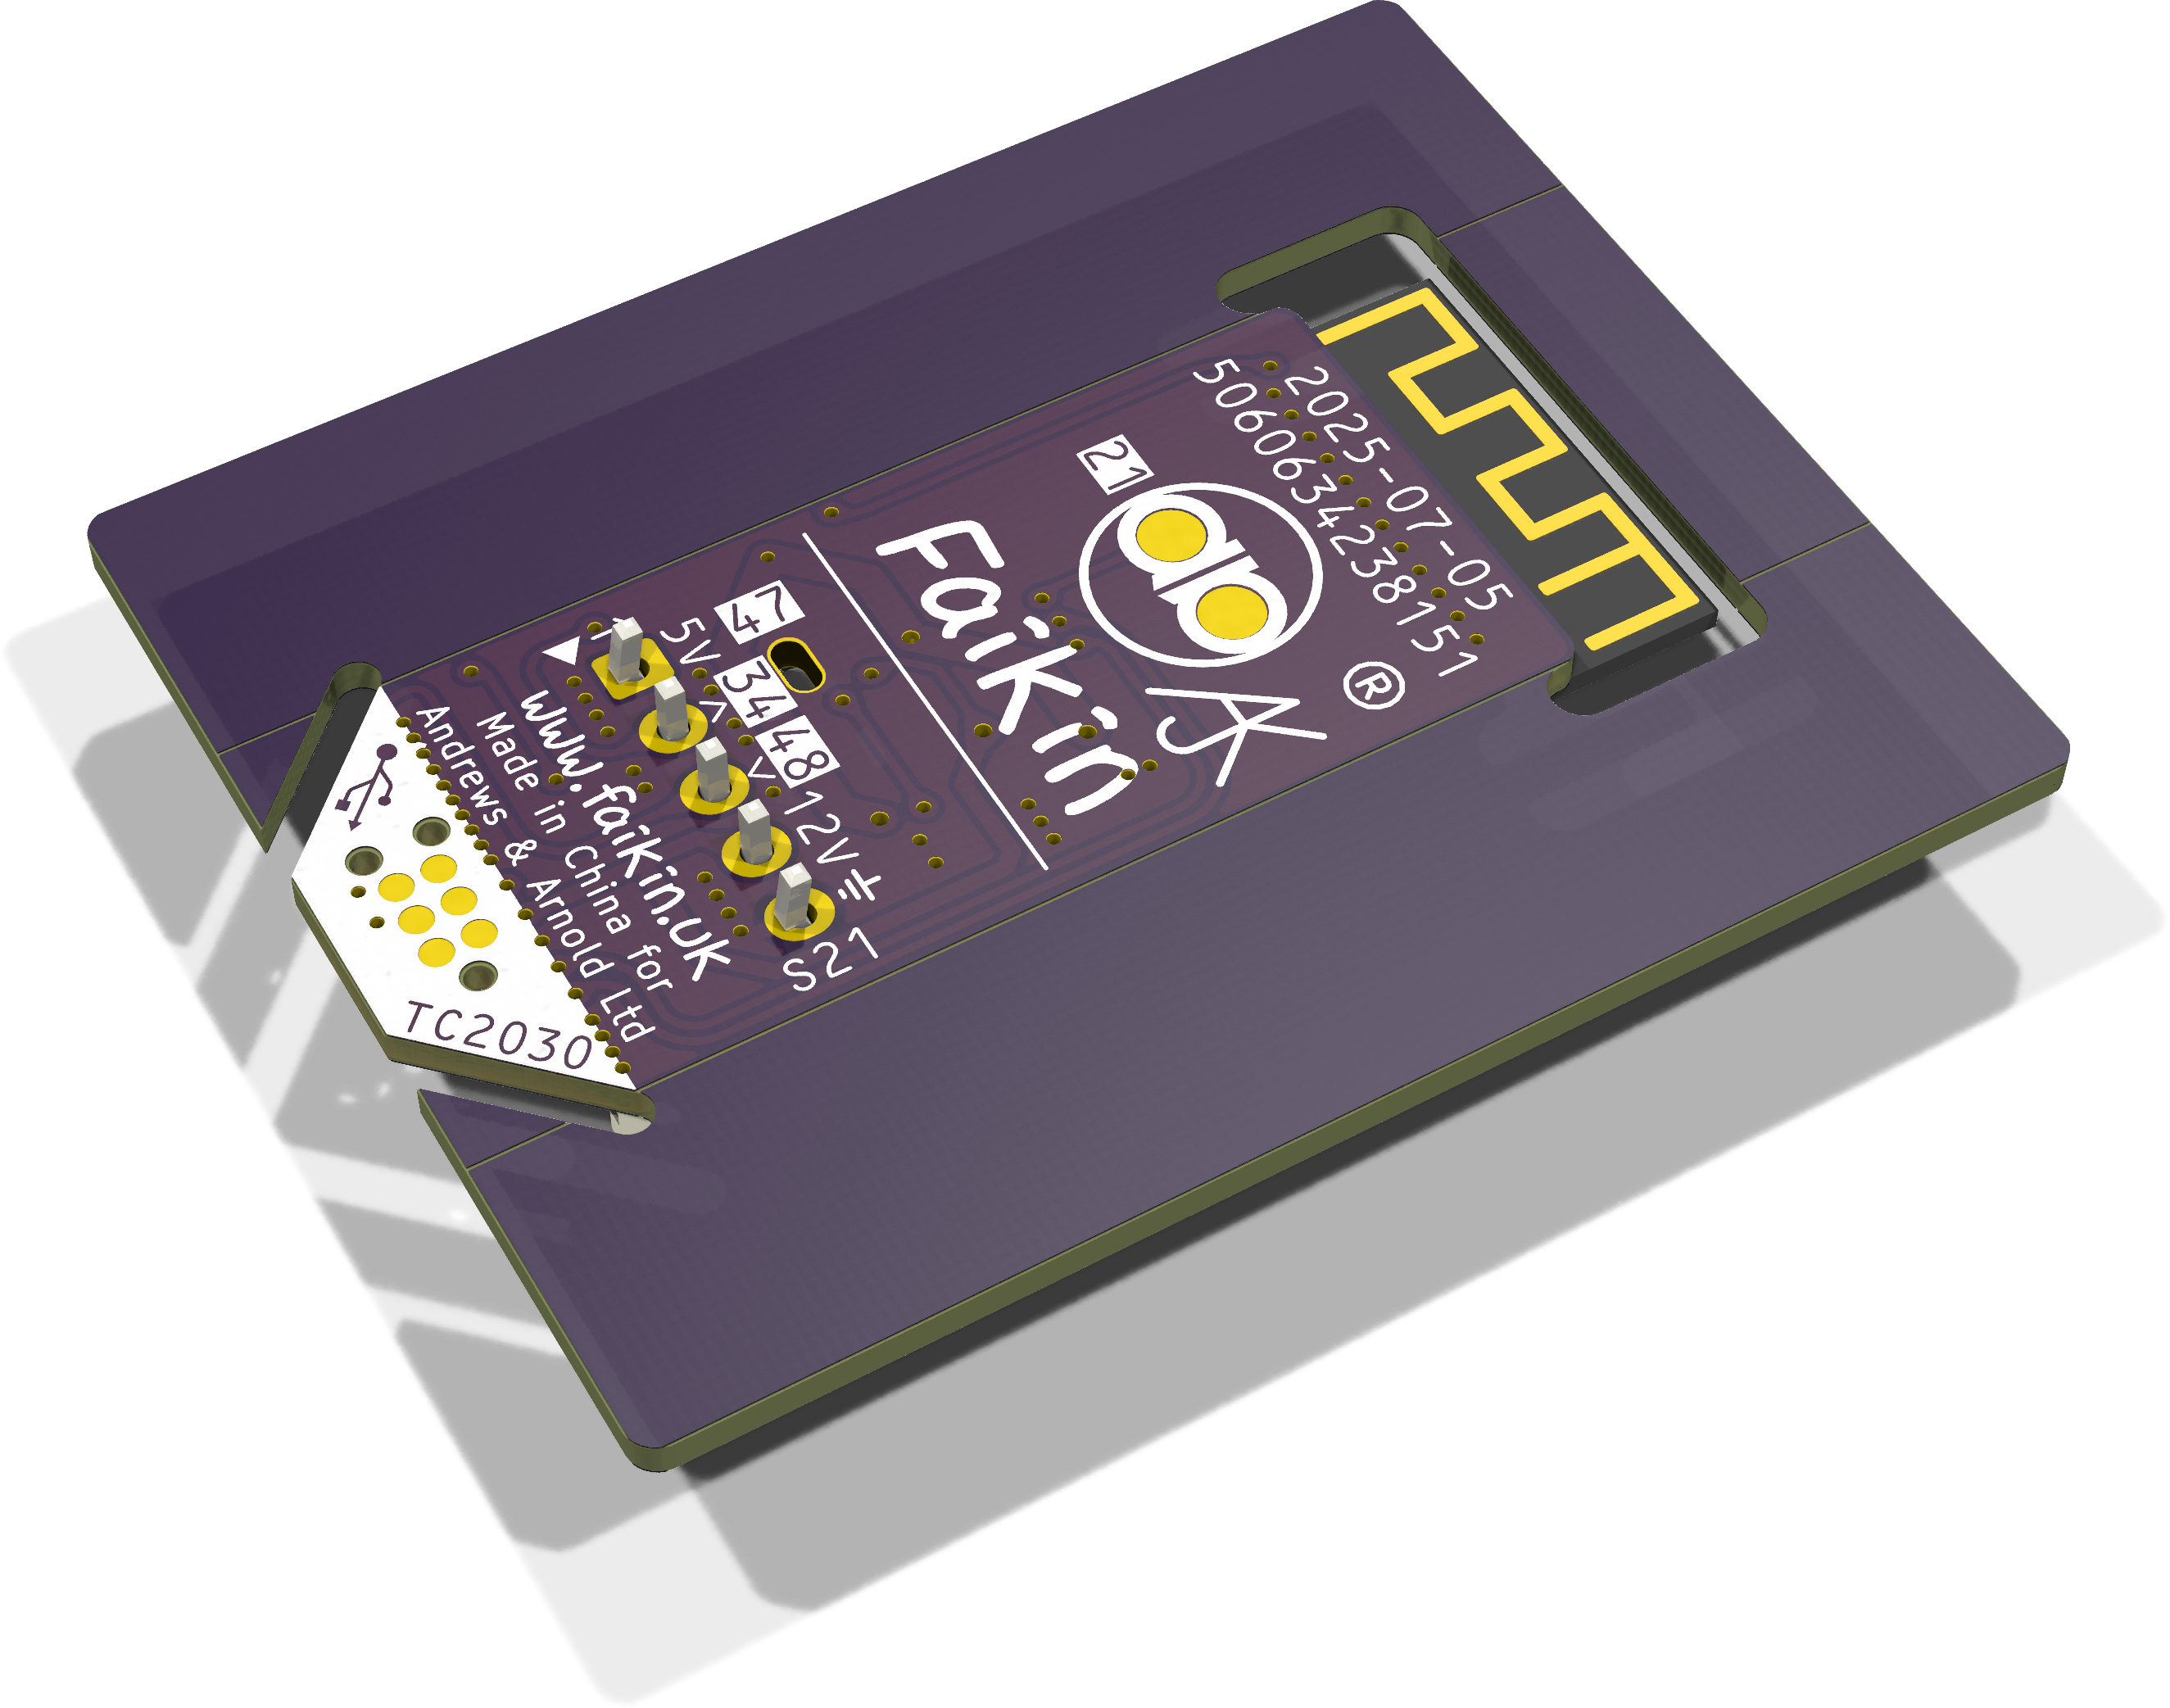 2025-07-05
5060634238151
21
®
Faikin
47
34
48
5V
^
v
12V
S21
www.faikin.uk
Made in China for
Andrews & Arnold Ltd
TC2030